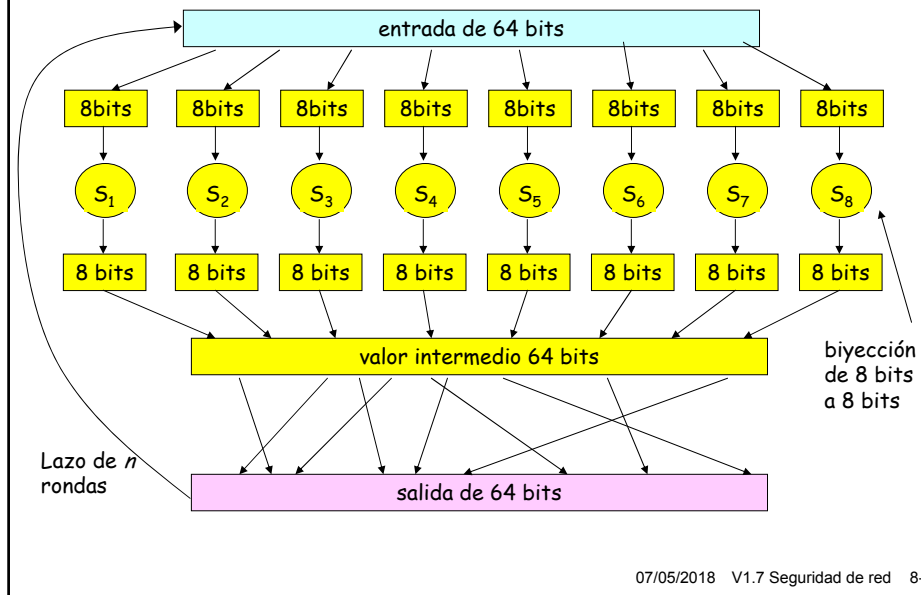 entrada de 64 bits
8bits 8bits 8bits 8bits 8bits 8bits 8bits 8bits
S₁ S₂ S₃ S₄ S₅ S₆ S₇ S₈
8 bits 8 bits 8 bits 8 bits 8 bits 8 bits 8 bits 8 bits
valor intermedio 64 bits
biyección
de 8 bits
a 8 bits
Lazo de n
rondas
salida de 64 bits
07/05/2018 V1.7 Seguridad de red 8-